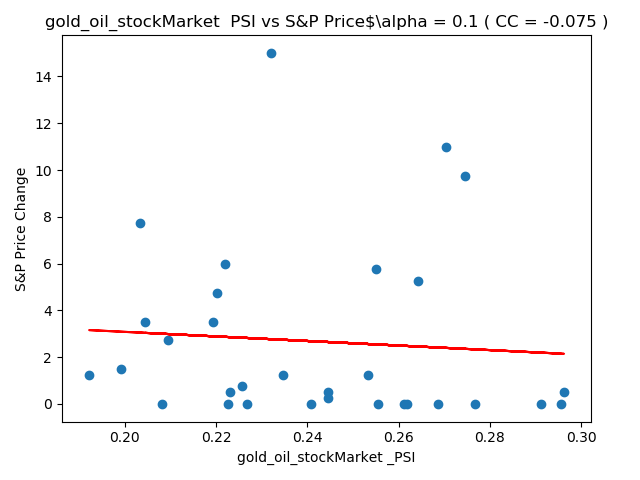 gold_oil_stockMarket  PSI vs S&P Price$\alpha = 0.1 ( CC = -0.075 )
14
12
10
8
6
4
2
0
S&P Price Change
0.20 0.22 0.24 0.26 0.28 0.30
gold_oil_stockMarket _PSI